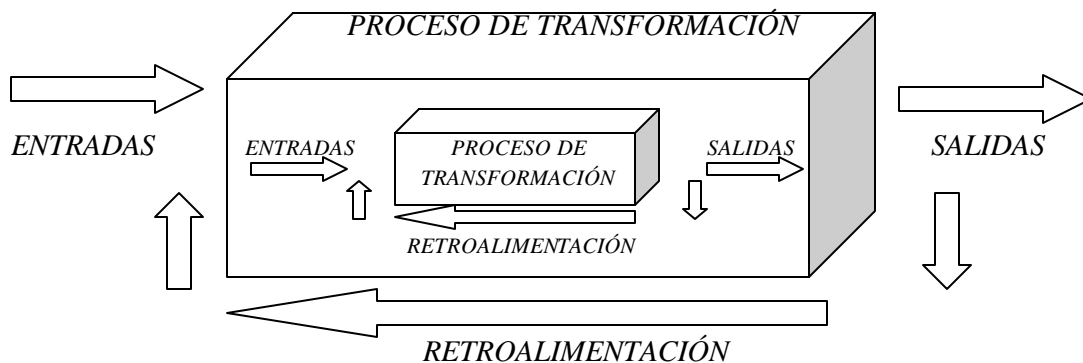 PROCESO DE TRANSFORMACIÓN
ENTRADAS
SALIDAS
ENTRADAS
PROCESO DE
TRANSFORMACIÓN
SALIDAS
RETROALIMENTACIÓN
RETROALIMENTACIÓN